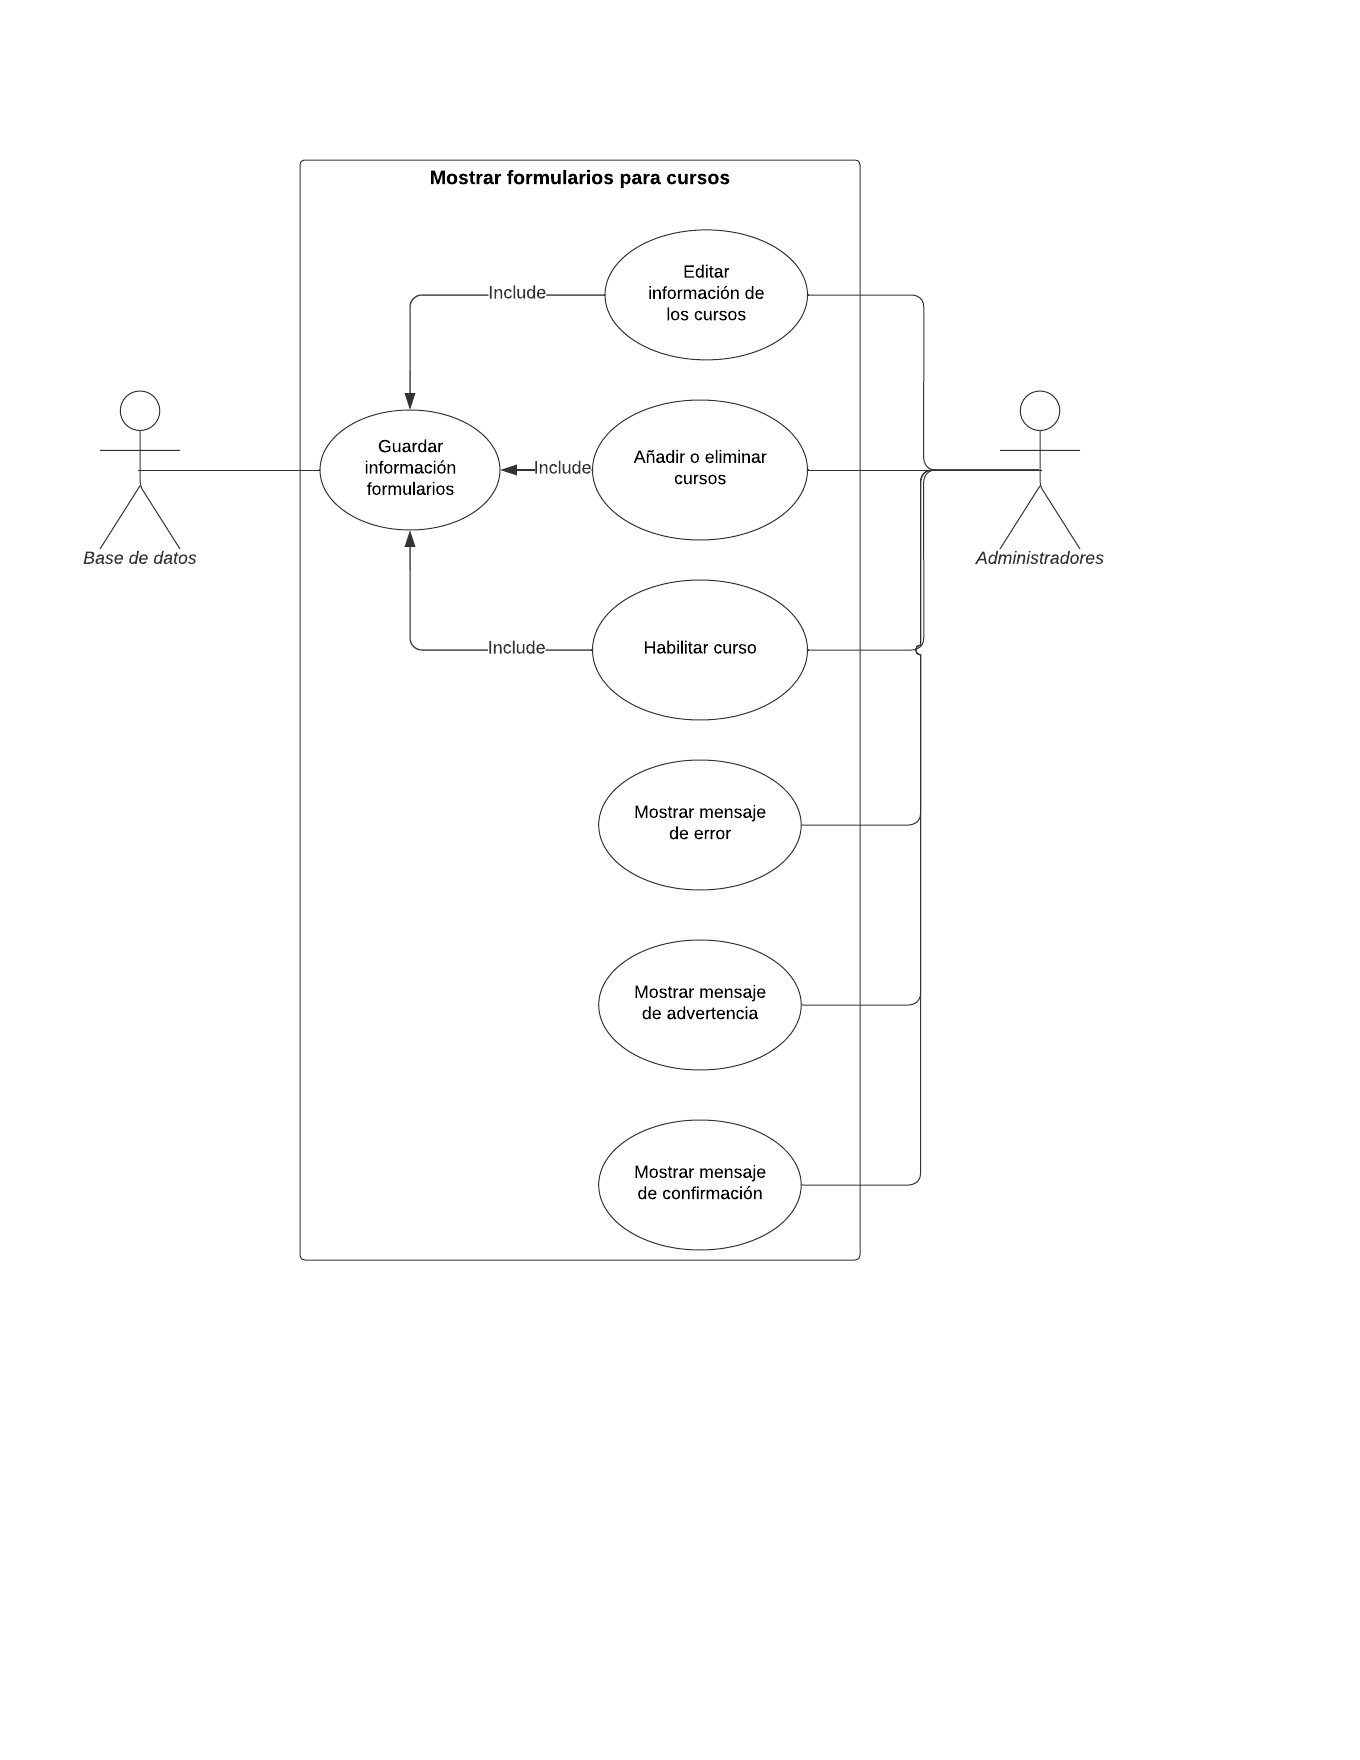 Mostrar formularios para cursos
Editar
información de
los cursos
Include
Guardar
información
formularios
Include
Añadir o eliminar
cursos
Base de datos
Administradores
Include
Habilitar curso
Mostrar mensaje
de error
Mostrar mensaje
de advertencia
Mostrar mensaje
de confirmación